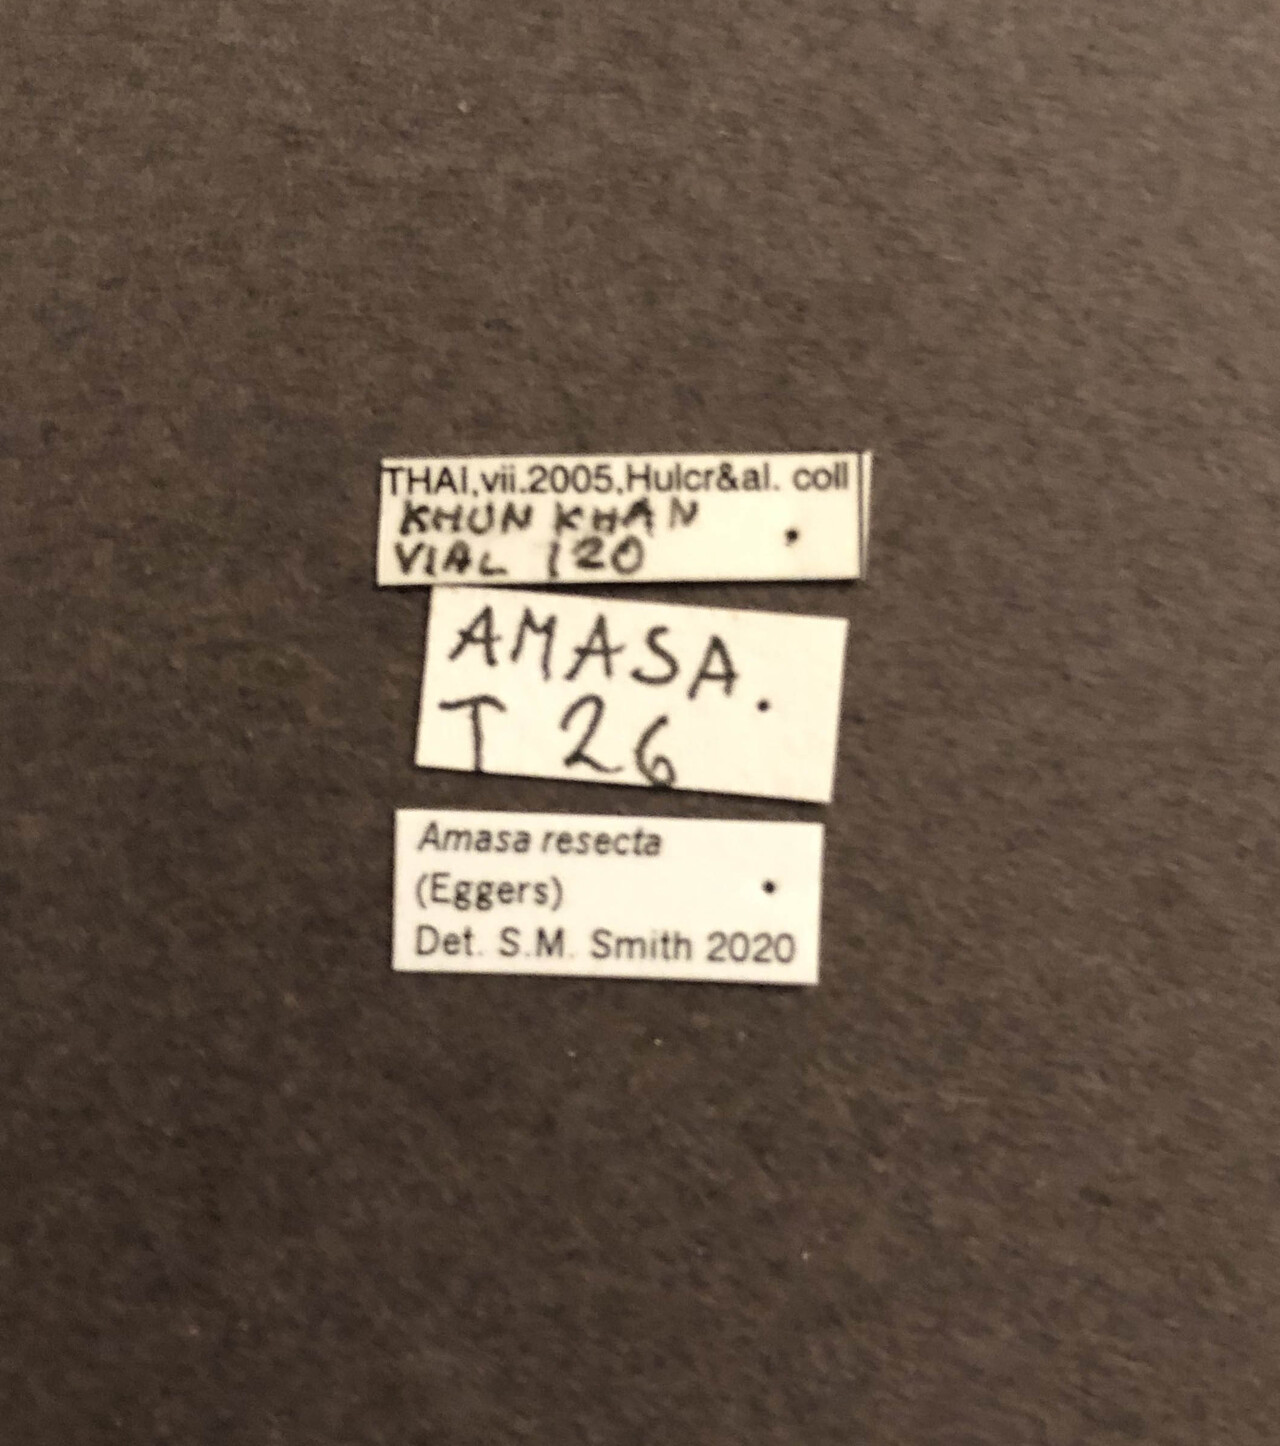 THAI,vii.2005,Hulcr&al. coll
KHUN KHAN
VIAL 120
AMASA.
T 26
Amasa resecta
(Eggers)
Det. S.M. Smith 2020